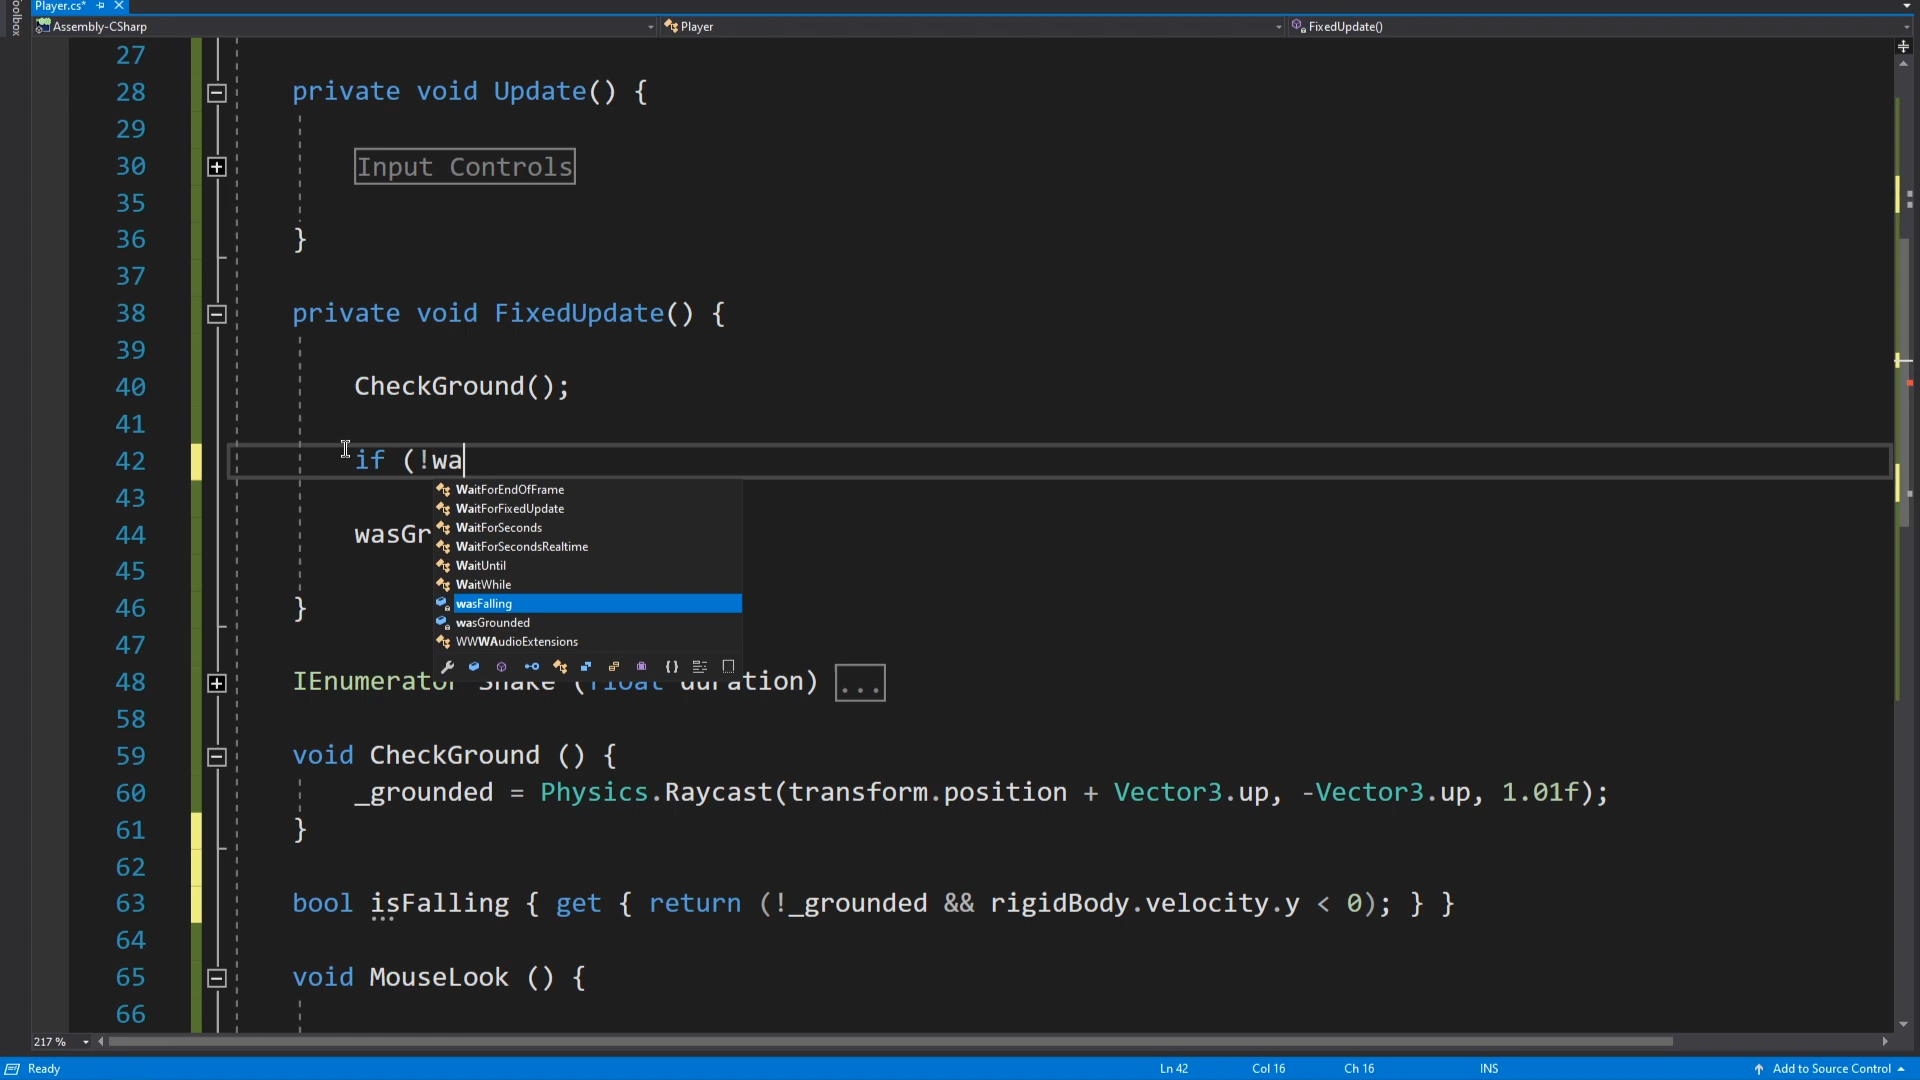 Toolbox
Player.cs*
Assembly-CSharp
Player
FixedUpdate()
27
28 private void Update() {
29
30 Input Controls
35
36 }
37
38 private void FixedUpdate() {
39
40 CheckGround();
41
42 if (!wa
WaitForEndOfFrame
43 WaitForFixedUpdate
WaitForSeconds
44 wasGr WaitForSecondsRealtime
45 WaitUntil
WaitWhile
46 } wasFalling
wasGrounded
47 WWWAudioExtensions
48 IEnumerator Shake (float duration) ...
58
59 void CheckGround () {
60 _grounded = Physics.Raycast(transform.position + Vector3.up, -Vector3.up, 1.01f);
61 }
62
63 bool isFalling { get { return (!_grounded && rigidBody.velocity.y < 0); } }
64
65 void MouseLook () {
66
217 %
Ready Ln 42 Col 16 Ch 16 INS Add to Source Control